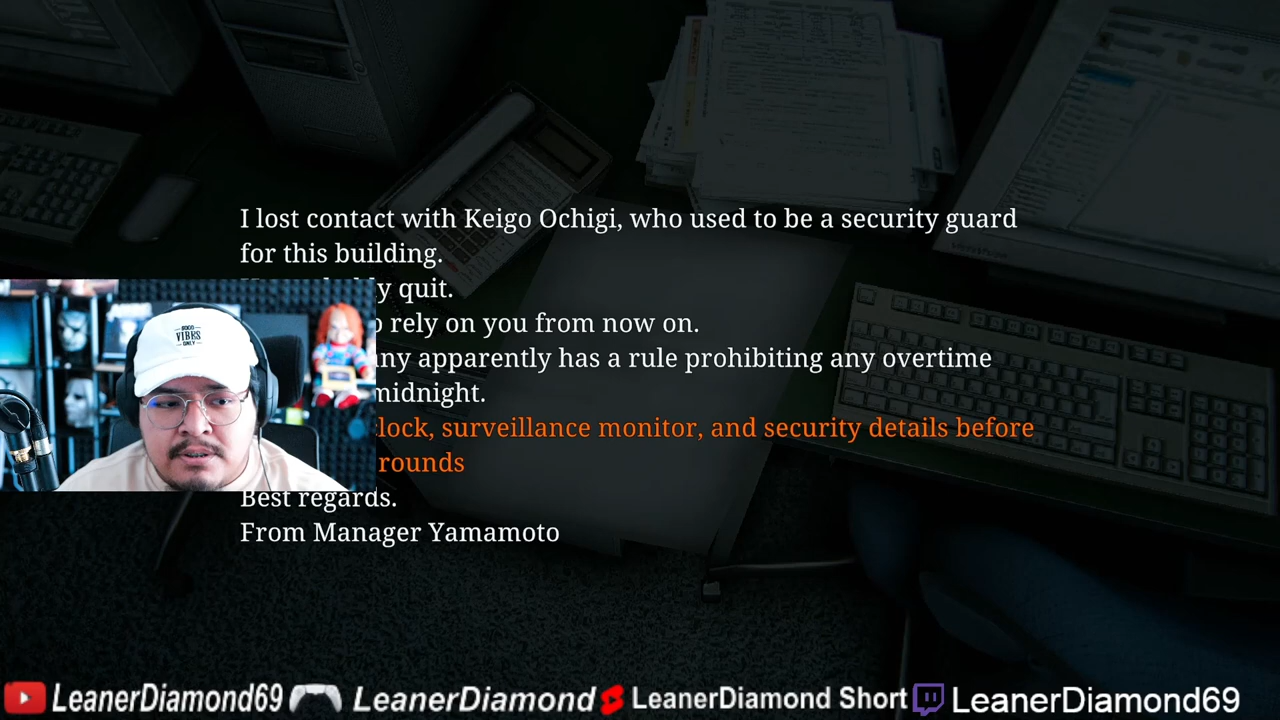 I lost contact with Keigo Ochigi, who used to be a security guard
for this building.
quit.
rely on you from now on.
apparently has a rule prohibiting any overtime
midnight.
surveillance monitor, and security details before
rounds
Best regards.
From Manager Yamamoto
GOOD
VIBES
ONLY
LeanerDiamond69
LeanerDiamond
LeanerDiamond Short
LeanerDiamond69